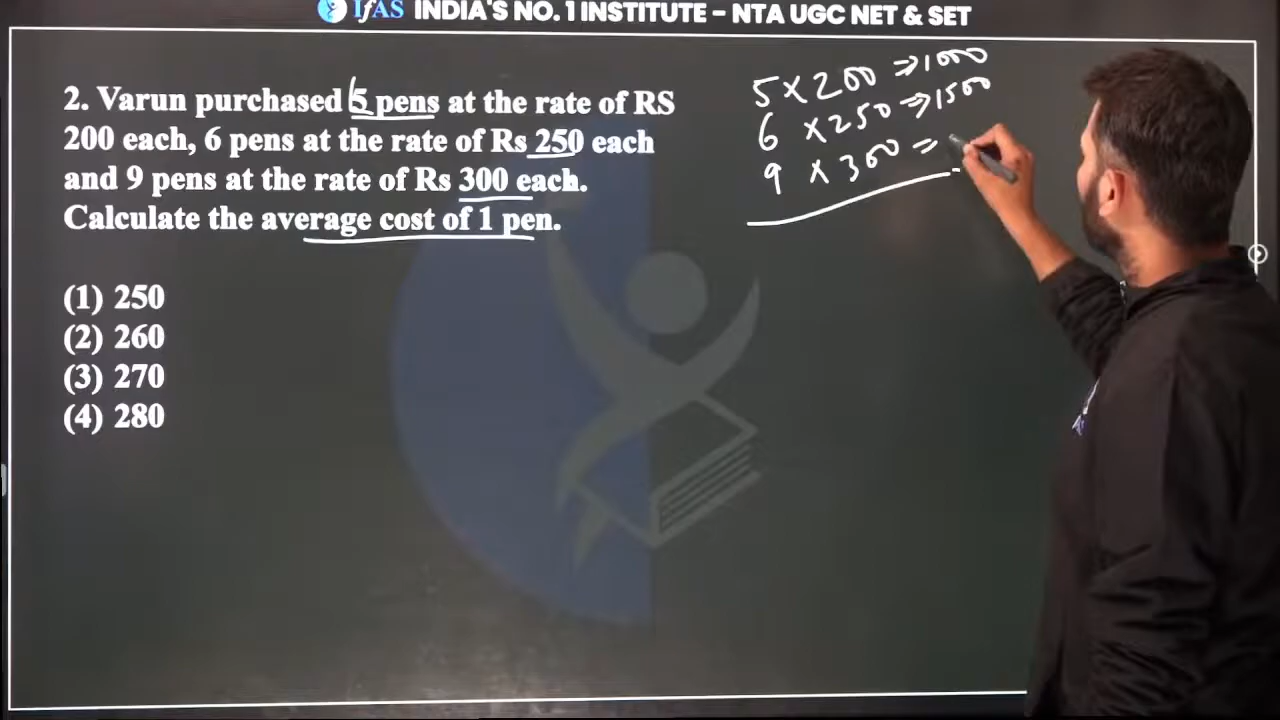 IfAS INDIA'S NO. 1 INSTITUTE – NTA UGC NET & SET
2. Varun purchased 5 pens at the rate of RS
200 each, 6 pens at the rate of Rs 250 each
and 9 pens at the rate of Rs 300 each.
Calculate the average cost of 1 pen.
(1) 250
(2) 260
(3) 270
(4) 280
5 × 200 ⇒ 1000
6 × 250 ⇒ 1500
9 × 300 =